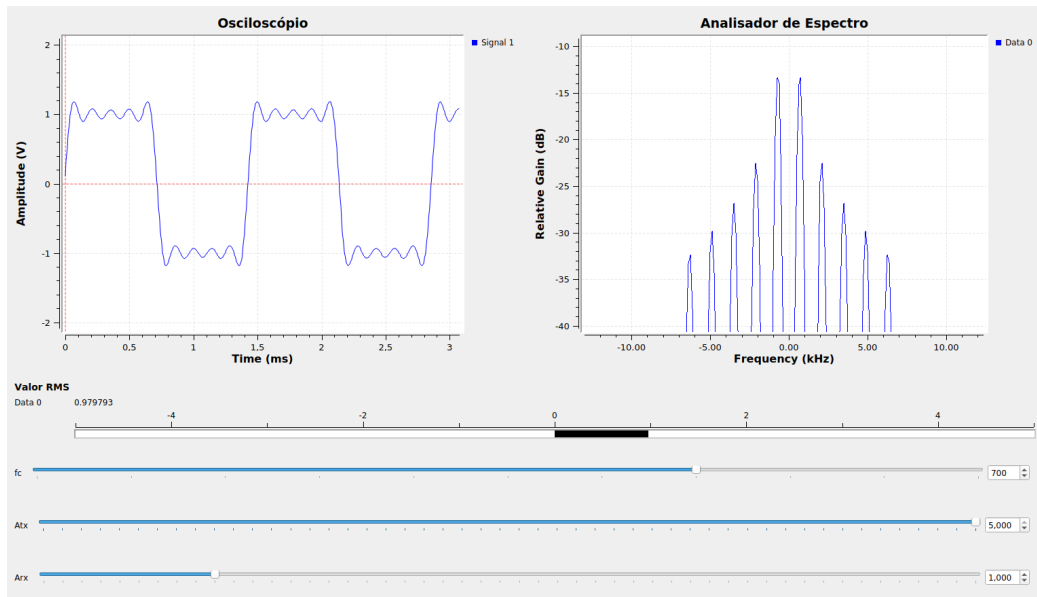 Osciloscópio
2
1
0
-1
-2
Amplitude (V)
0
0.5
1
1.5
2
2.5
3
Time (ms)
Signal 1
Analisador de Espectro
-10
-15
-20
-25
-30
-35
-40
Relative Gain (dB)
-10.00
-5.00
0.00
5.00
10.00
Frequency (kHz)
Data 0
Valor RMS
Data 0 0.979793
-4 -2 0 2 4
fc 700
Atx 5,000
Arx 1,000